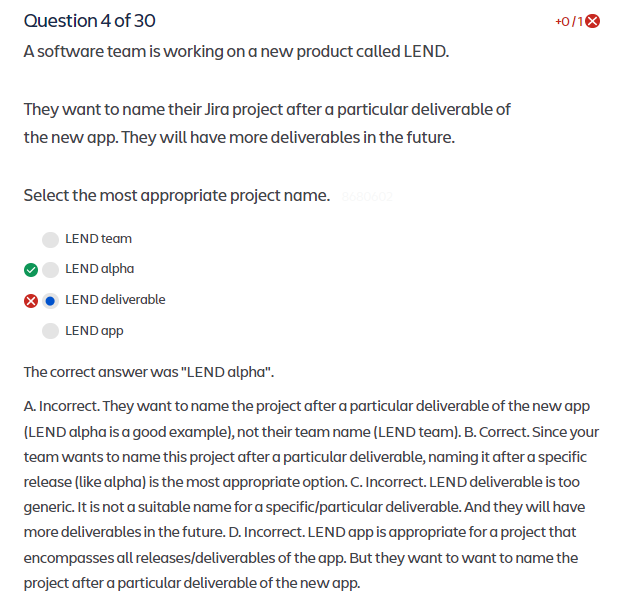 Question 4 of 30
+0 / 1
A software team is working on a new product called LEND.
They want to name their Jira project after a particular deliverable of
the new app. They will have more deliverables in the future.
Select the most appropriate project name.
LEND team
LEND alpha
LEND deliverable
LEND app
The correct answer was "LEND alpha".
A. Incorrect. They want to name the project after a particular deliverable of the new app
(LEND alpha is a good example), not their team name (LEND team). B. Correct. Since your
team wants to name this project after a particular deliverable, naming it after a specific
release (like alpha) is the most appropriate option. C. Incorrect. LEND deliverable is too
generic. It is not a suitable name for a specific/particular deliverable. And they will have
more deliverables in the future. D. Incorrect. LEND app is appropriate for a project that
encompasses all releases/deliverables of the app. But they want to want to name the
project after a particular deliverable of the new app.